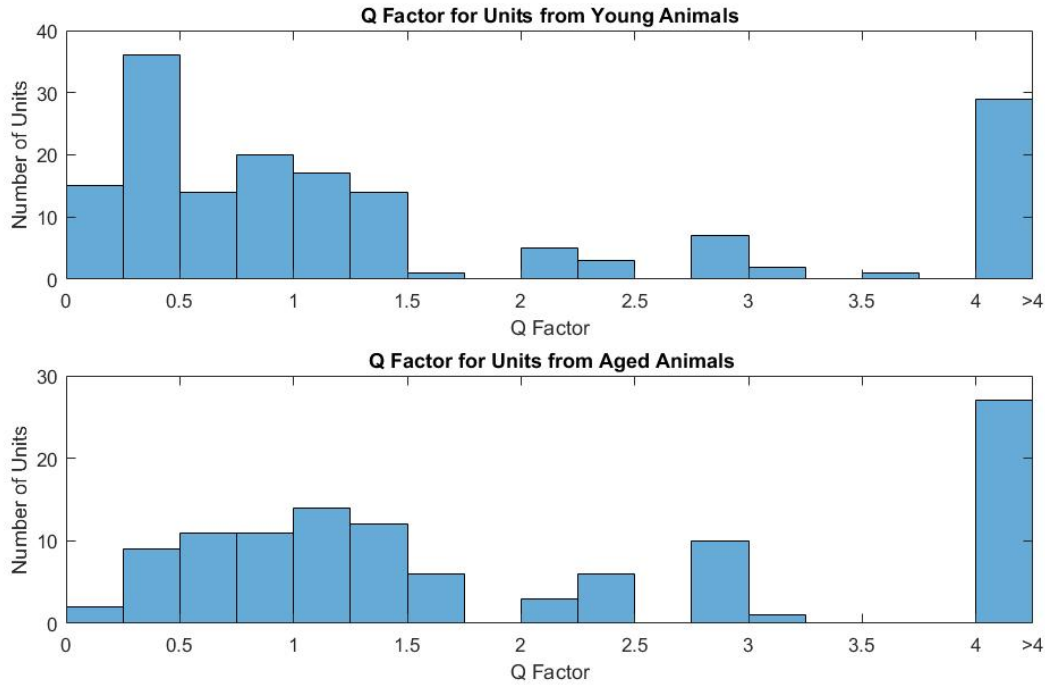 Q Factor for Units from Young Animals
40
30
20
10
0
Number of Units
0 0.5 1 1.5 2 2.5 3 3.5 4 >4
Q Factor
Q Factor for Units from Aged Animals
30
20
10
0
Number of Units
0 0.5 1 1.5 2 2.5 3 3.5 4 >4
Q Factor